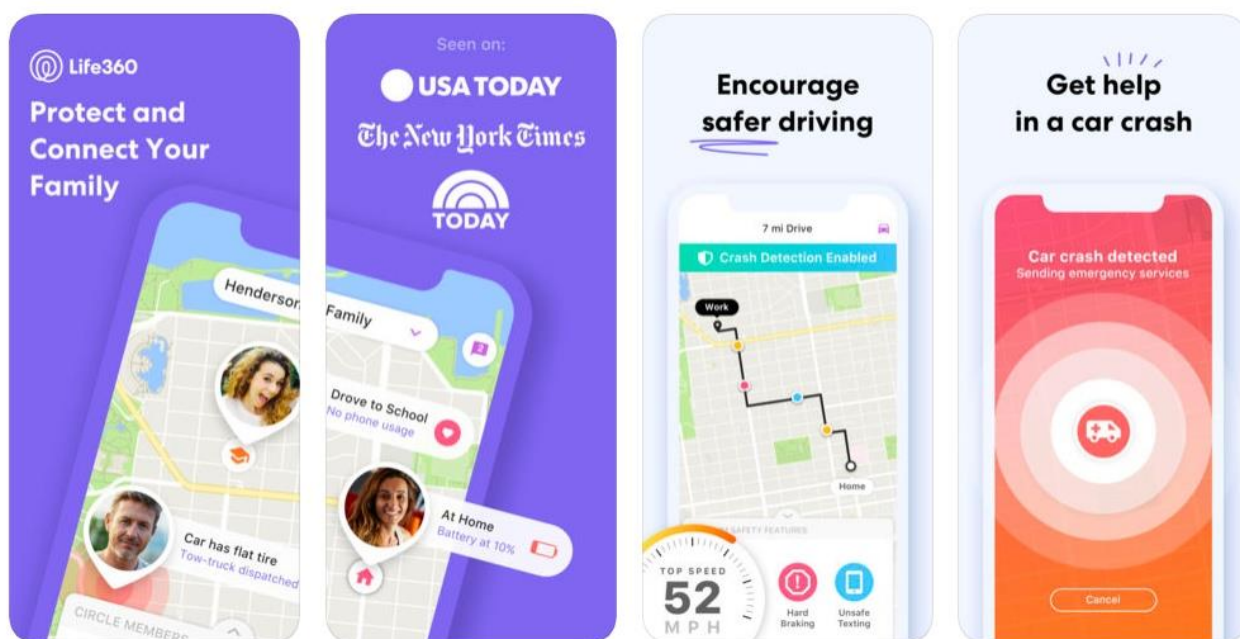 Life360
Protect and
Connect Your
Family
Henderson
Car has flat tire
Tow-truck dispatched
CIRCLE MEMBERS
Seen on:
USA TODAY
The New York Times
TODAY
Family
2
Drove to School
No phone usage
At Home
Battery at 10%
Encourage
safer driving
7 mi Drive
Crash Detection Enabled
Work
Home
SAFETY FEATURES
TOP SPEED
52
MPH
Hard
Braking
Unsafe
Texting
Get help
in a car crash
Car crash detected
Sending emergency services
Cancel